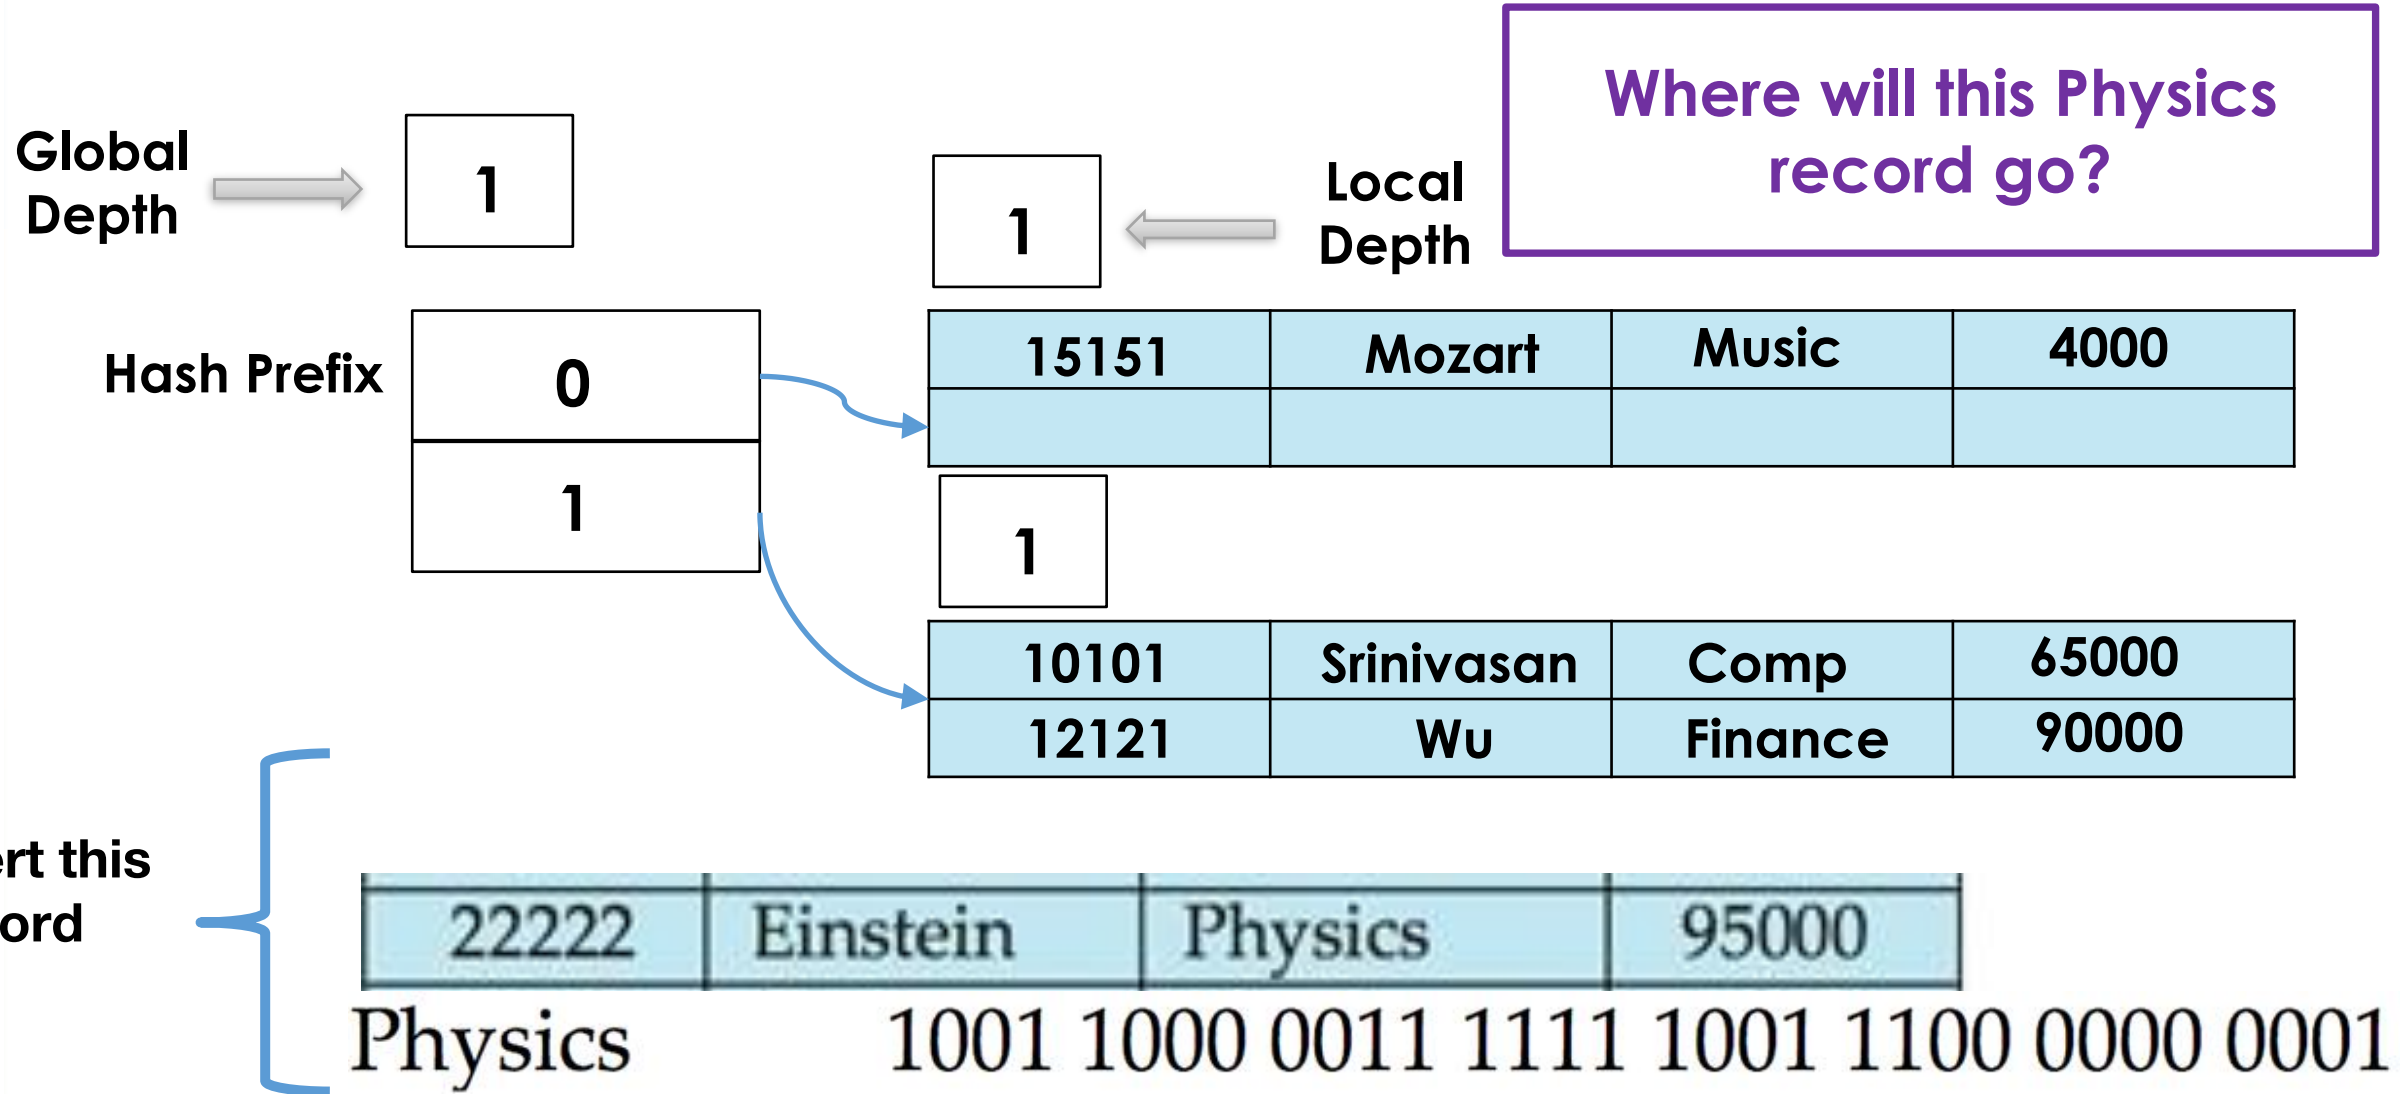 Where will this Physics
record go?
Global
Depth
1
1
Local
Depth
Hash Prefix
0
1
15151 Mozart Music 4000
1
10101 Srinivasan Comp 65000
12121 Wu Finance 90000
ert this
ord
22222 Einstein Physics 95000
Physics 1001 1000 0011 1111 1001 1100 0000 0001